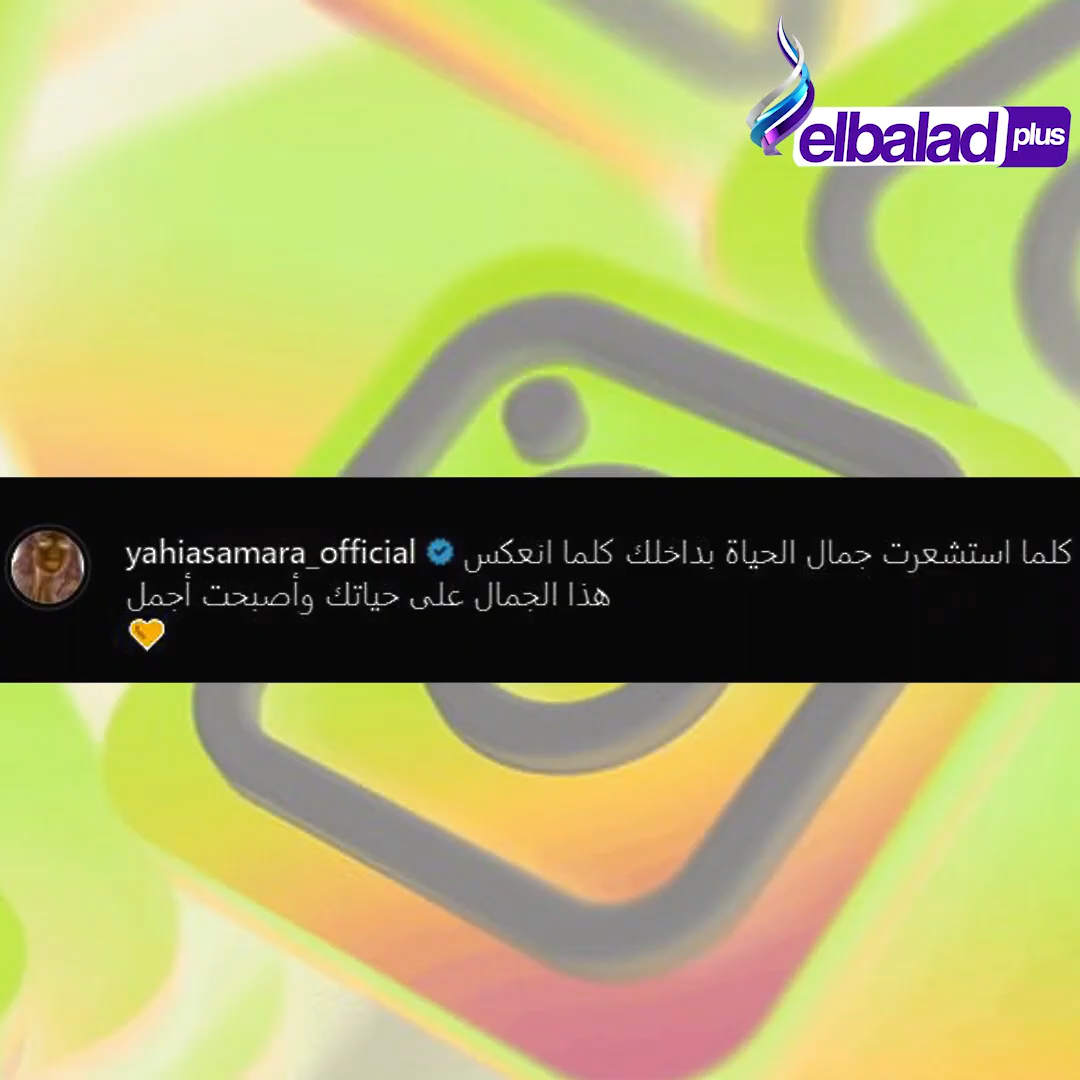 elbalad plus
yahiasamara_official كلما استشعرت جمال الحياة بداخلك كلما انعكس
هذا الجمال على حياتك وأصبحت أجمل
🧡